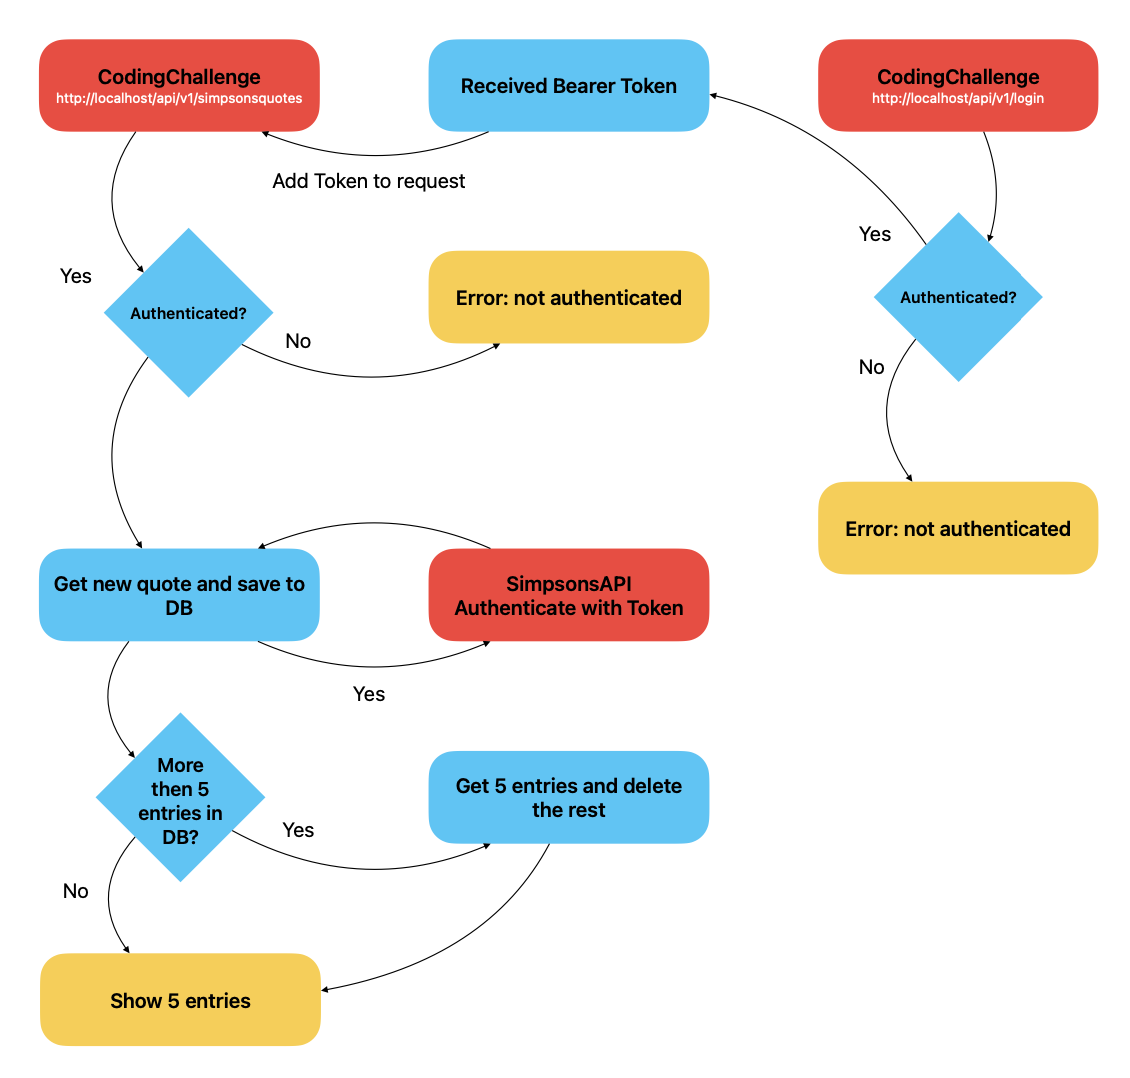 CodingChallenge
http://localhost/api/v1/simpsonsquotes
Received Bearer Token
CodingChallenge
http://localhost/api/v1/login
Add Token to request
Yes
Yes
Authenticated?
Error: not authenticated
Authenticated?
No
No
Error: not authenticated
Get new quote and save to
DB
SimpsonsAPI
Authenticate with Token
Yes
More
then 5
entries in
DB?
Yes
Get 5 entries and delete
the rest
No
Show 5 entries